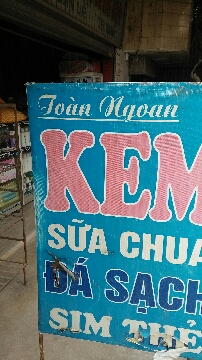 Toàn Ngoan
KEM
SỮA CHUA
ĐÁ SẠCH
SIM THẺ